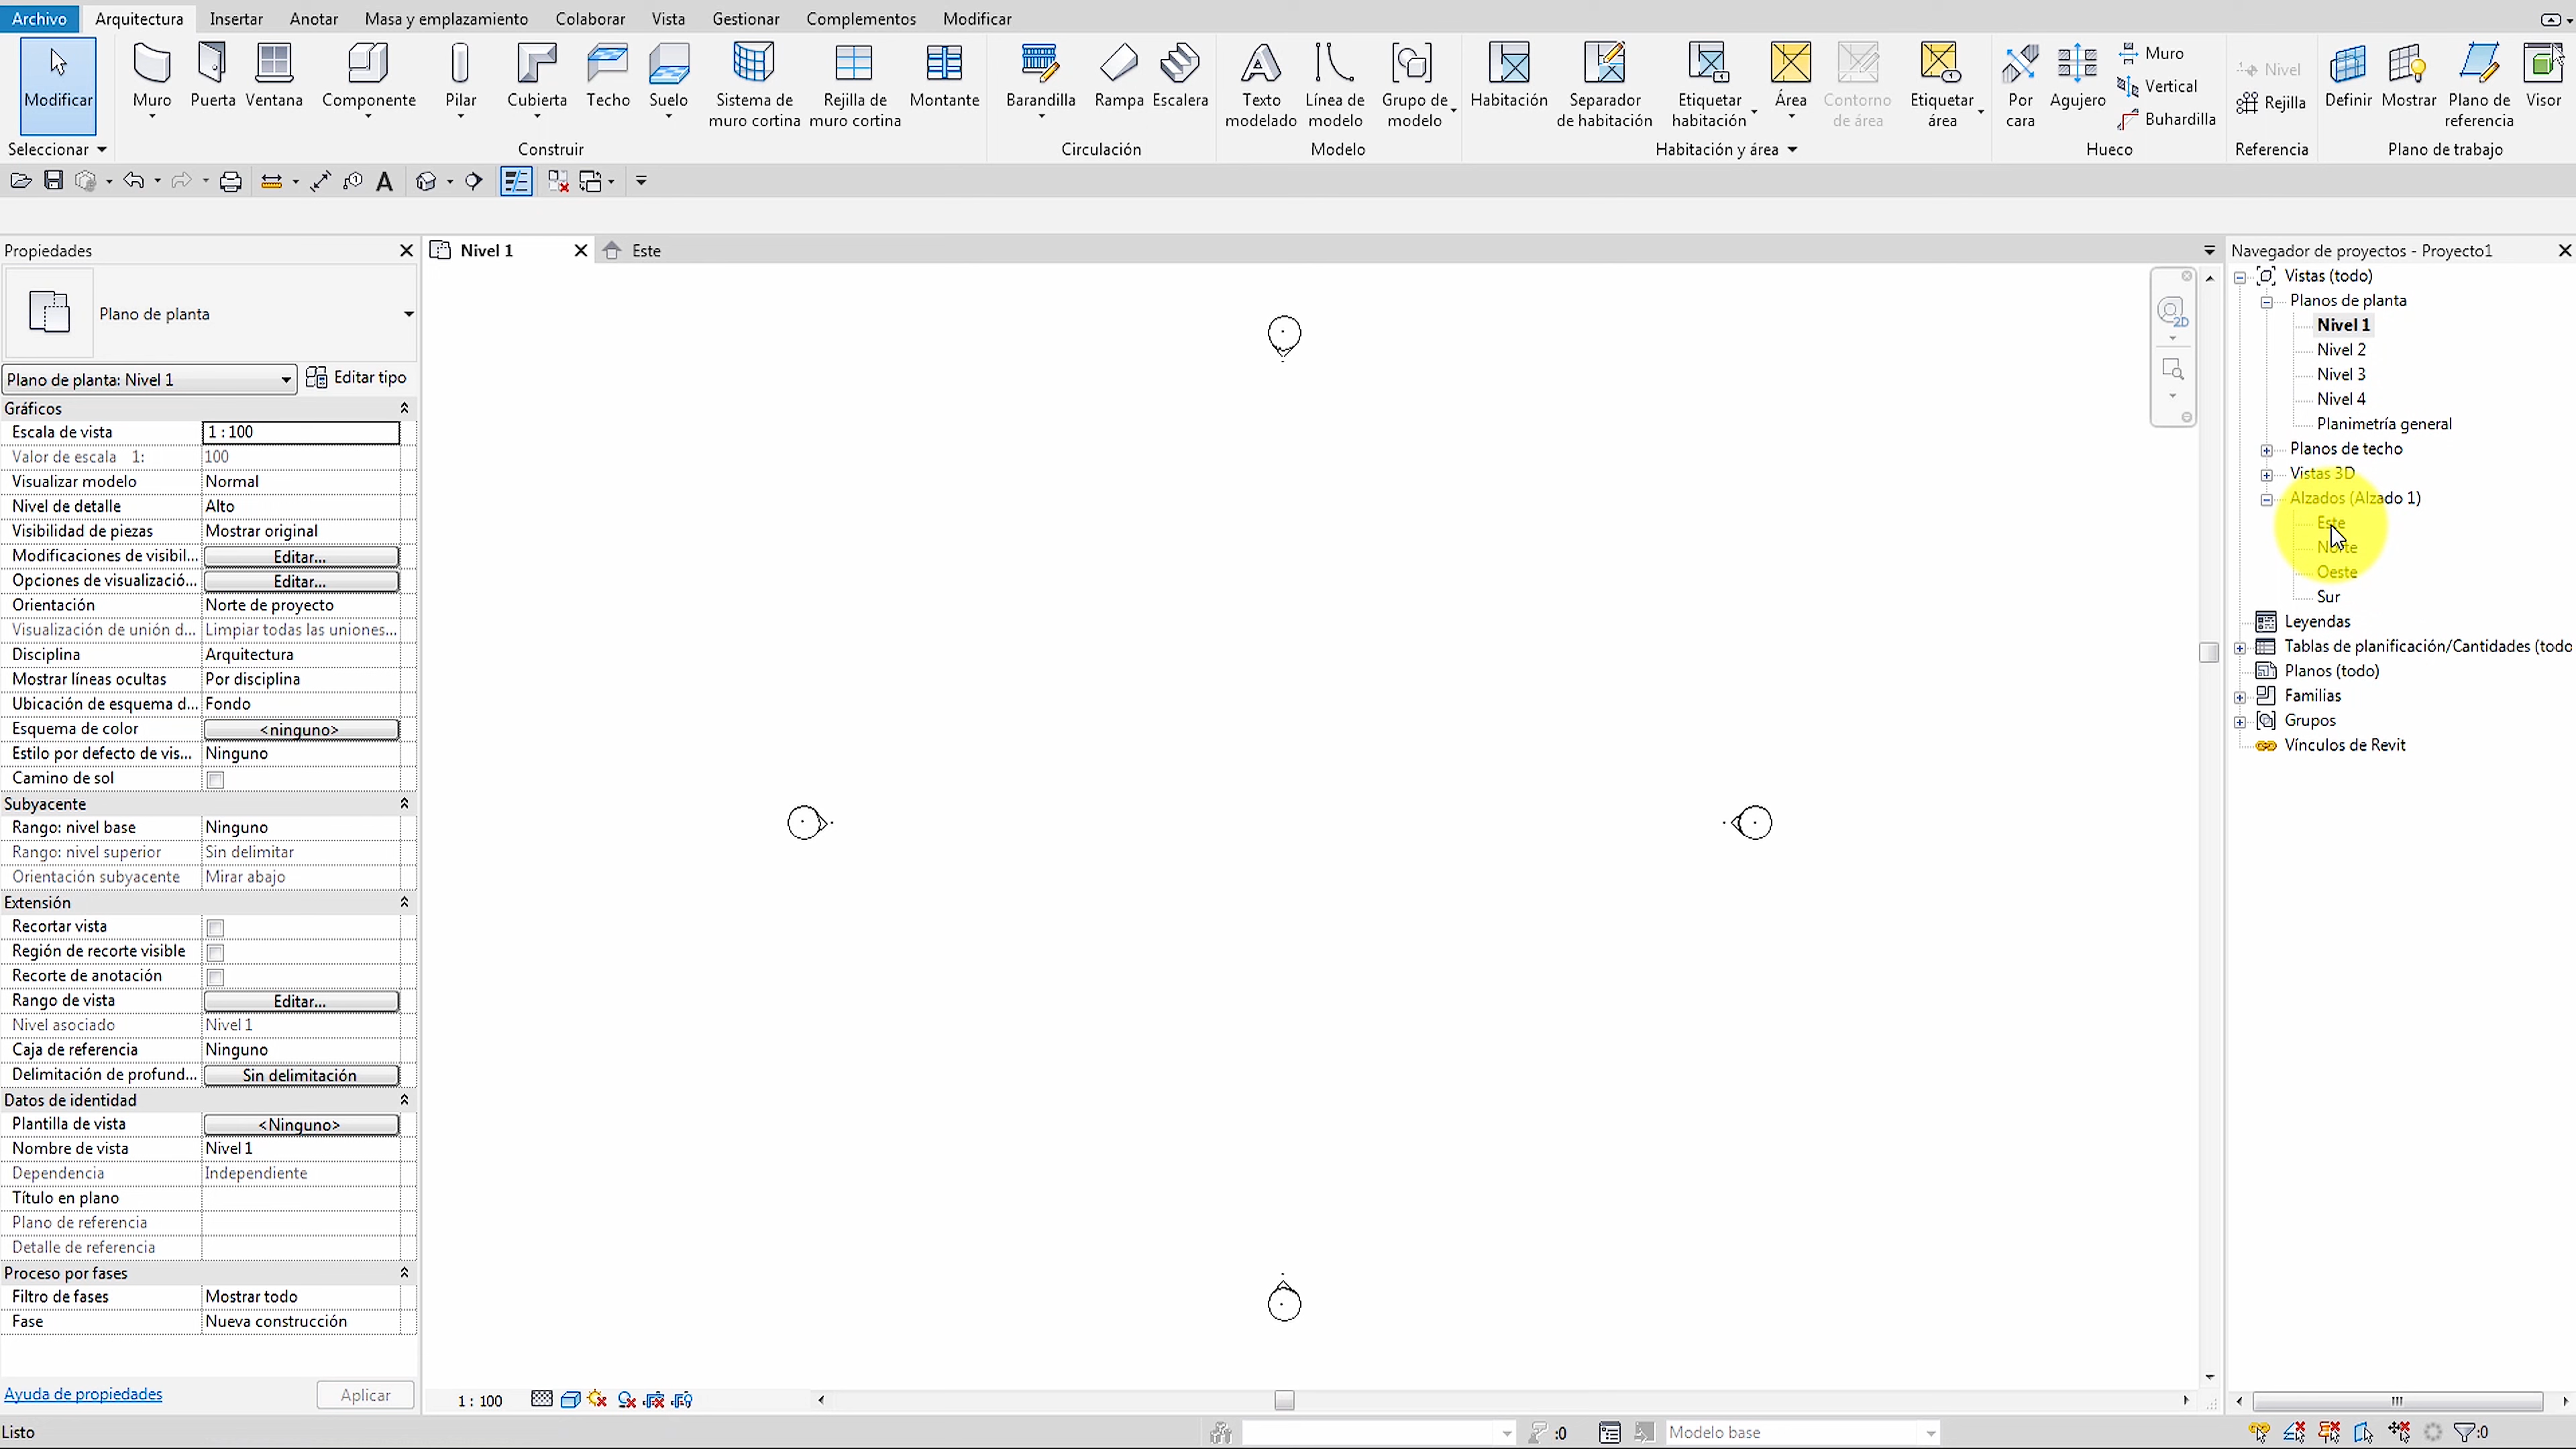 Archivo Arquitectura Insertar Anotar Masa y emplazamiento Colaborar Vista Gestionar Complementos Modificar
Modificar Muro Puerta Ventana Componente Pilar Cubierta Techo Suelo Sistema de muro cortina Rejilla de muro cortina Montante Barandilla Rampa Escalera Texto modelado Línea de modelo Grupo de modelo Habitación Separador de habitación Etiquetar habitación Área Contorno de área Etiquetar área Por cara Agujero Muro Vertical Buhardilla Nivel Rejilla Definir Mostrar Plano de referencia Visor
Seleccionar Construir Circulación Modelo Habitación y área Hueco Referencia Plano de trabajo
Propiedades
Plano de planta
Plano de planta: Nivel 1 Editar tipo
Gráficos
Escala de vista 1 : 100
Valor de escala 1: 100
Visualizar modelo Normal
Nivel de detalle Alto
Visibilidad de piezas Mostrar original
Modificaciones de visibil... Editar...
Opciones de visualizació... Editar...
Orientación Norte de proyecto
Visualización de unión d... Limpiar todas las uniones...
Disciplina Arquitectura
Mostrar líneas ocultas Por disciplina
Ubicación de esquema d... Fondo
Esquema de color <ninguno>
Estilo por defecto de vis... Ninguno
Camino de sol
Subyacente
Rango: nivel base Ninguno
Rango: nivel superior Sin delimitar
Orientación subyacente Mirar abajo
Extensión
Recortar vista
Región de recorte visible
Recorte de anotación
Rango de vista Editar...
Nivel asociado Nivel 1
Caja de referencia Ninguno
Delimitación de profund... Sin delimitación
Datos de identidad
Plantilla de vista <Ninguno>
Nombre de vista Nivel 1
Dependencia Independiente
Título en plano
Plano de referencia
Detalle de referencia
Proceso por fases
Filtro de fases Mostrar todo
Fase Nueva construcción
Ayuda de propiedades Aplicar
Nivel 1 Este
2D
1 : 100
Navegador de proyectos - Proyecto1
Vistas (todo)
Planos de planta
Nivel 1
Nivel 2
Nivel 3
Nivel 4
Planimetría general
Planos de techo
Vistas 3D
Alzados (Alzado 1)
Este
Norte
Oeste
Sur
Leyendas
Tablas de planificación/Cantidades (todo
Planos (todo)
Familias
Grupos
Vínculos de Revit
Listo :0 Modelo base :0